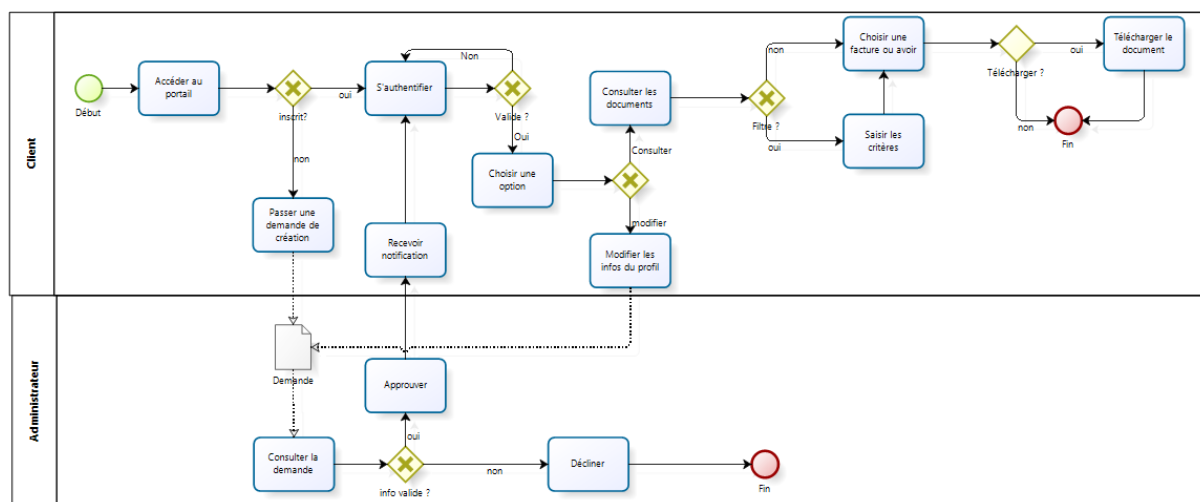 Client
Début
Accéder au
portail
inscrit?
oui
non
Passer une
demande de
création
S'authentifier
Non
Valide ?
Oui
Choisir une
option
Recevoir
notification
Consulter les
documents
Consulter
modifier
Modifier les
infos du profil
Filtre ?
non
oui
Saisir les
critères
Choisir une
facture ou avoir
Télécharger ?
oui
non
Télécharger le
document
Fin
Administrateur
Demande
Consulter la
demande
info valide ?
oui
Approuver
non
Décliner
Fin